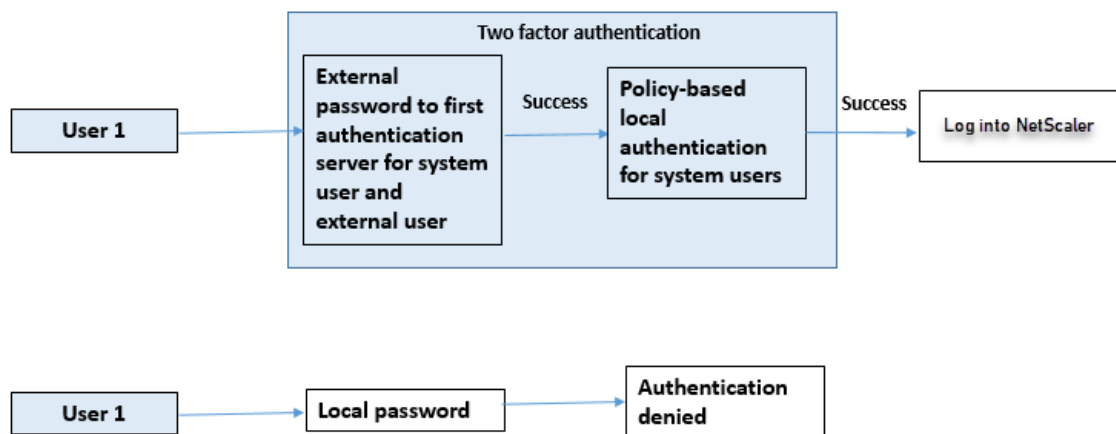 Two factor authentication
External
password to first
authentication
server for system
user and
external user
Success
Policy-based
local
authentication
for system users
Success
Log into NetScaler
User 1
User 1
Local password
Authentication
denied